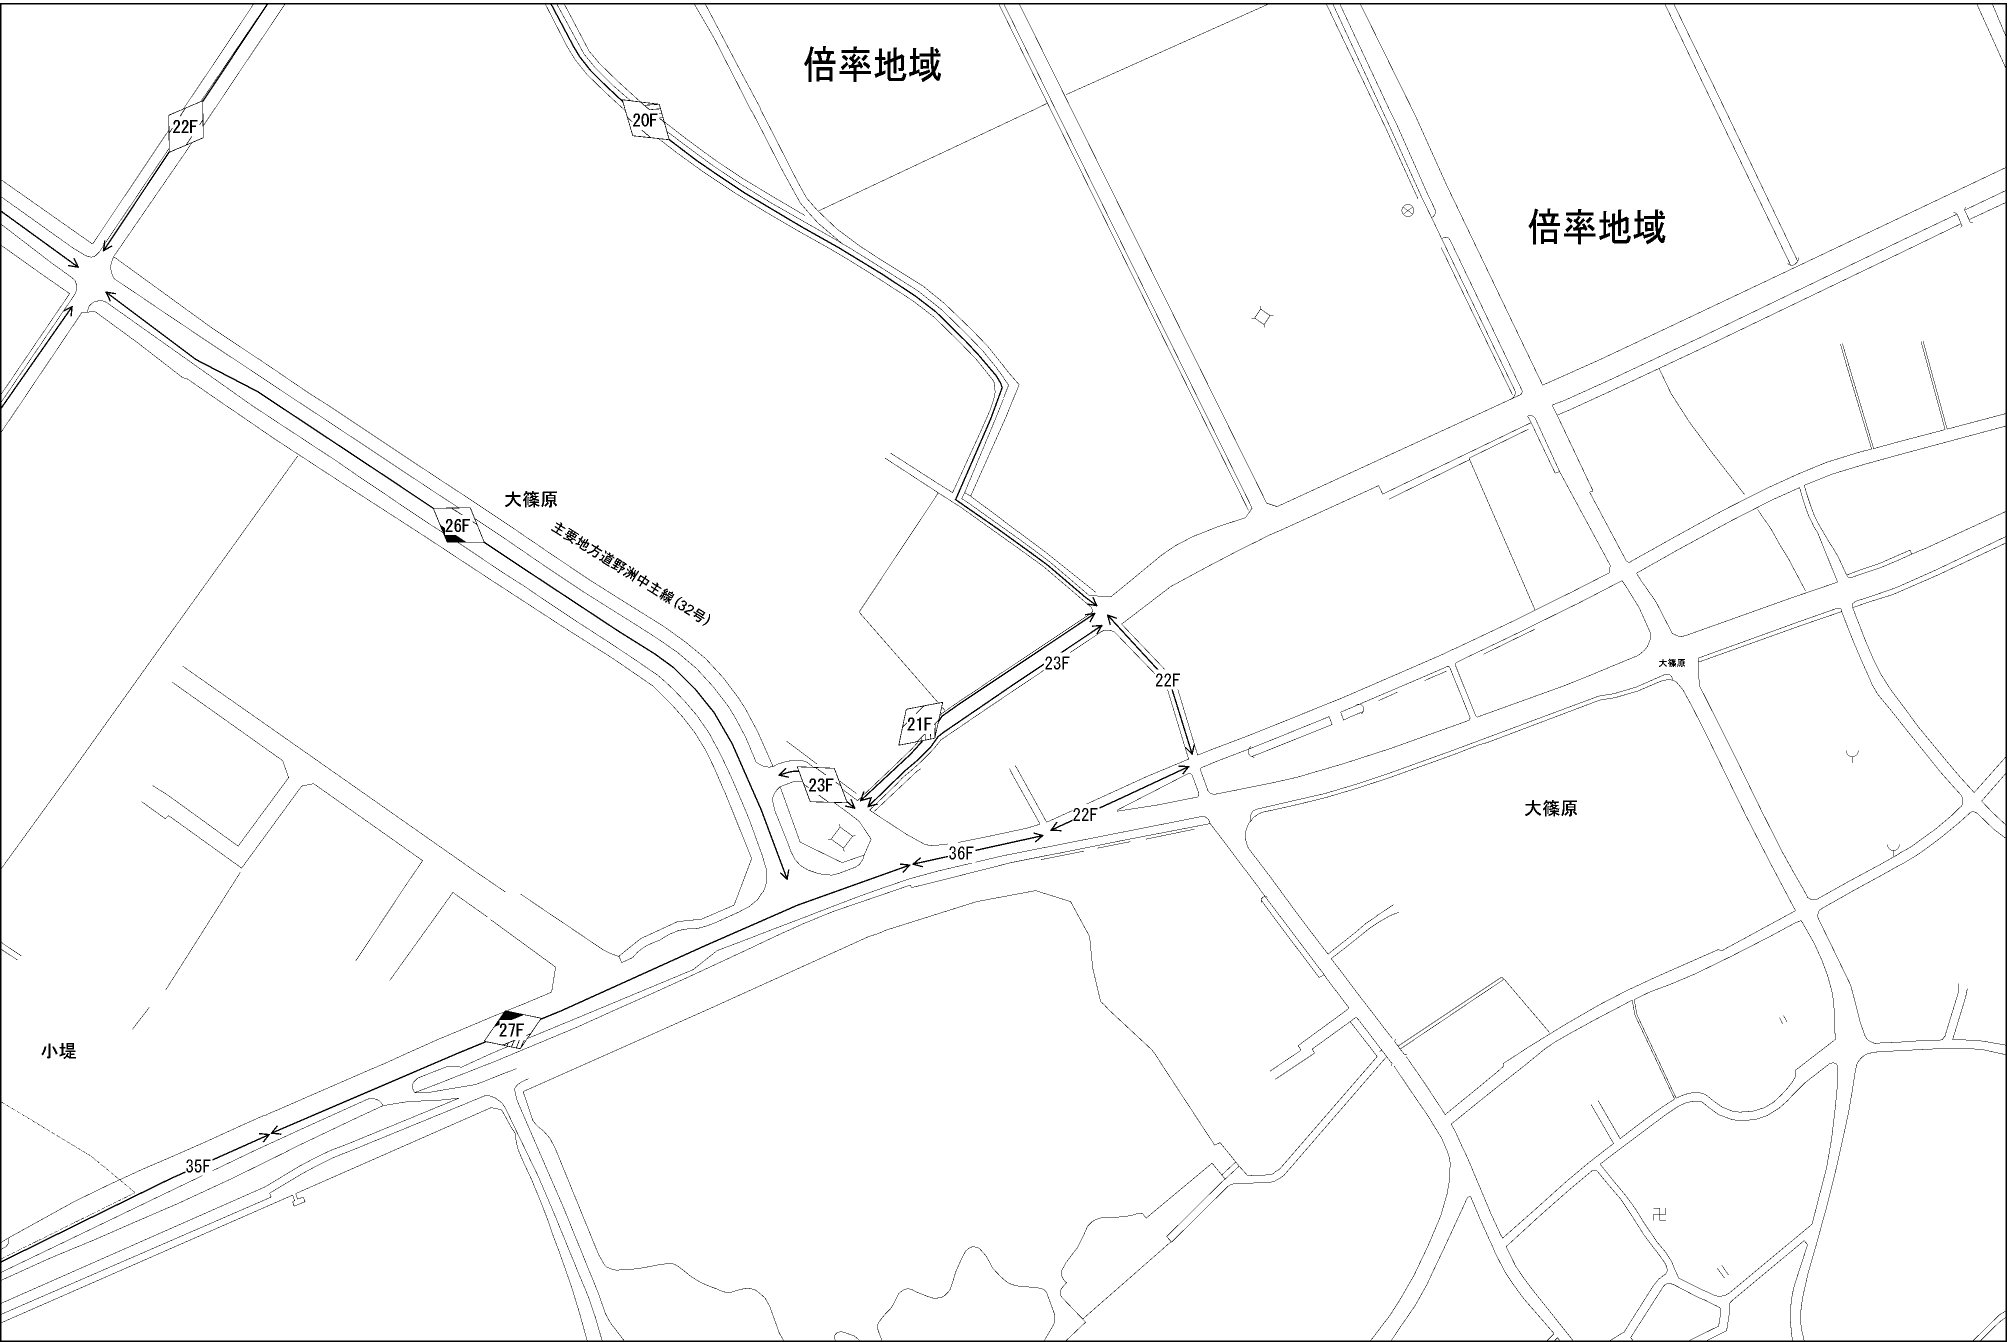 倍率地域
20F
22F
倍率地域
大篠原
26F
主要地方道野洲中主線(32号)
23F
大篠原
22F
21F
23F
大篠原
22F
36F
27F
小堤
35F